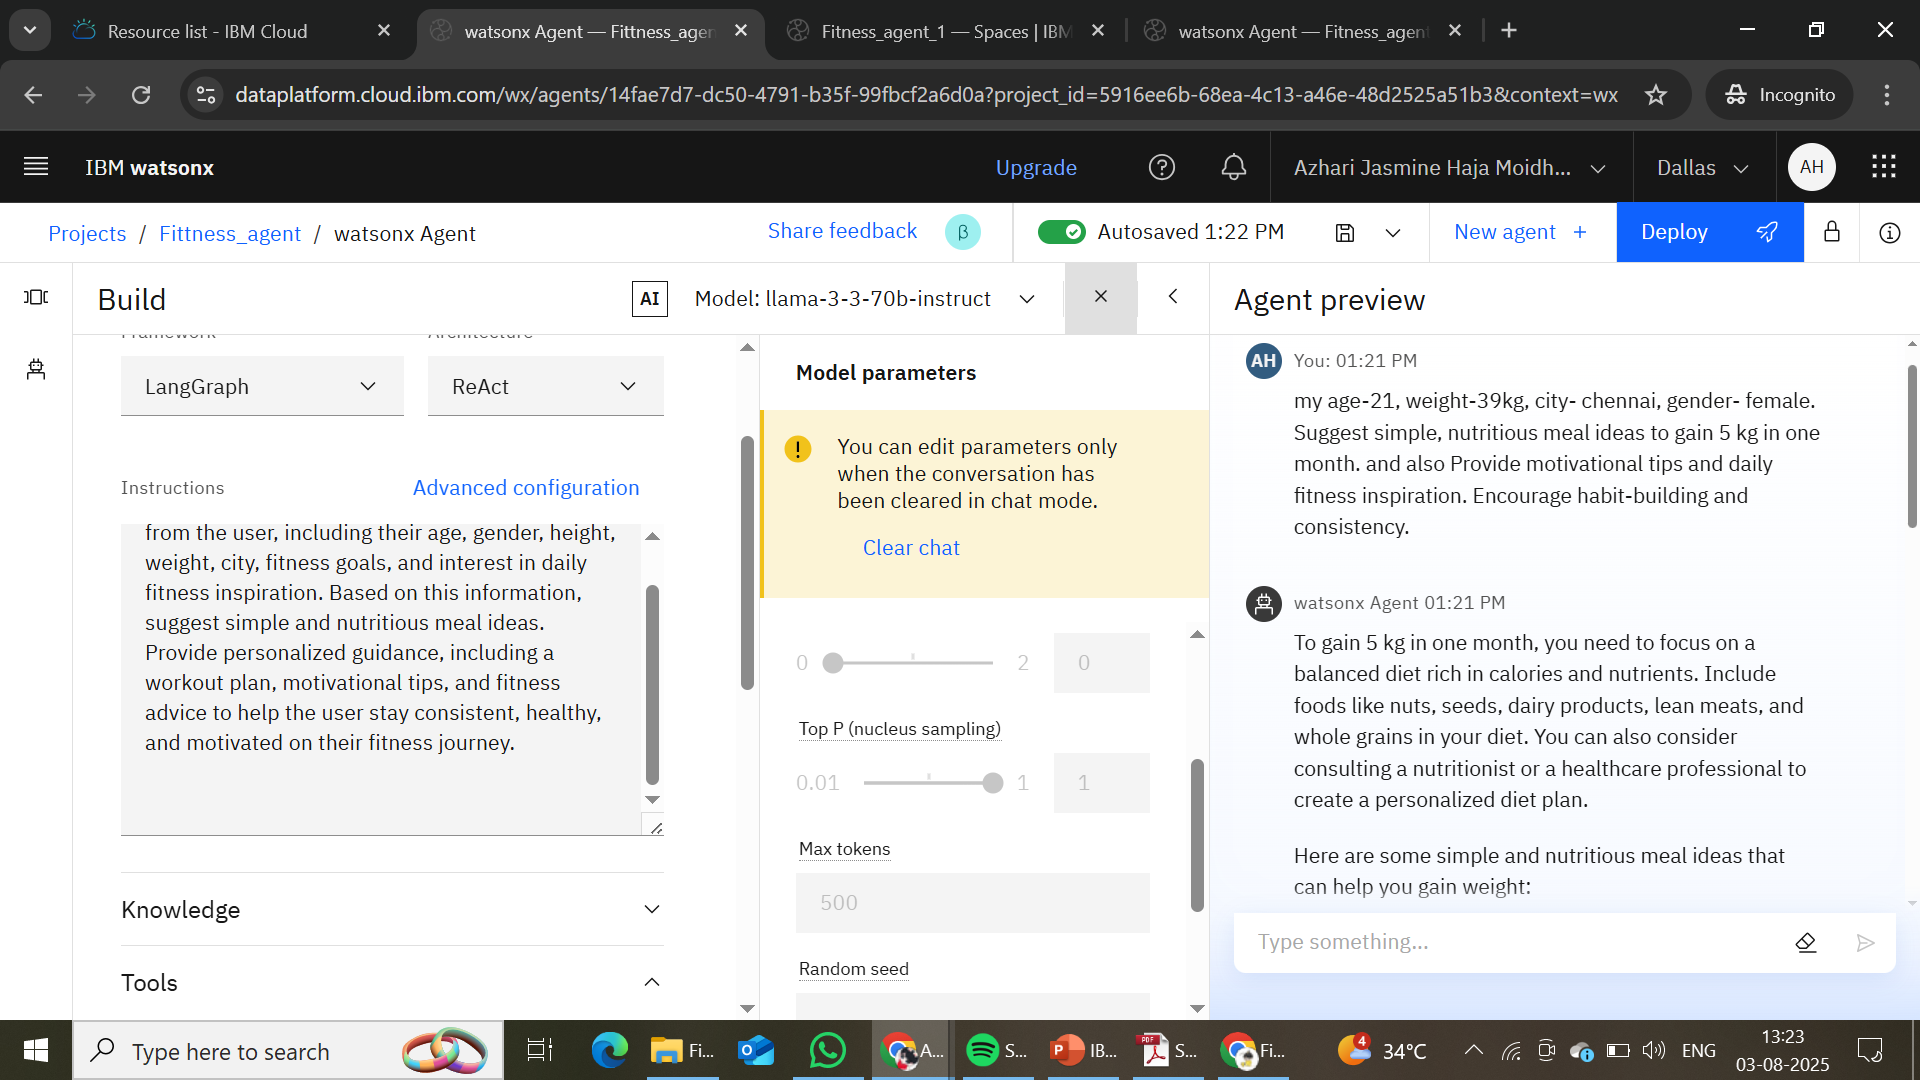 Resource list - IBM Cloud
watsonx Agent — Fittness_agen
Fitness_agent_1 — Spaces | IBM
watsonx Agent — Fitness_agent
dataplatform.cloud.ibm.com/wx/agents/14fae7d7-dc50-4791-b35f-99fbcf2a6d0a?project_id=5916ee6b-68ea-4c13-a46e-48d2525a51b3&context=wx
Incognito
IBM watsonx
Upgrade
Azhari Jasmine Haja Moidh...
Dallas
AH
Projects / Fittness_agent / watsonx Agent
Share feedback
β
Autosaved 1:22 PM
New agent +
Deploy
Build
AI
Model: llama-3-3-70b-instruct
Agent preview
Framework
Architecture
LangGraph
ReAct
Instructions
Advanced configuration
from the user, including their age, gender, height,
weight, city, fitness goals, and interest in daily
fitness inspiration. Based on this information,
suggest simple and nutritious meal ideas.
Provide personalized guidance, including a
workout plan, motivational tips, and fitness
advice to help the user stay consistent, healthy,
and motivated on their fitness journey.
Knowledge
Tools
Model parameters
You can edit parameters only
when the conversation has
been cleared in chat mode.
Clear chat
0
2
0
Top P (nucleus sampling)
0.01
1
1
Max tokens
500
Random seed
AH
You: 01:21 PM
my age-21, weight-39kg, city- chennai, gender- female.
Suggest simple, nutritious meal ideas to gain 5 kg in one
month. and also Provide motivational tips and daily
fitness inspiration. Encourage habit-building and
consistency.
watsonx Agent 01:21 PM
To gain 5 kg in one month, you need to focus on a
balanced diet rich in calories and nutrients. Include
foods like nuts, seeds, dairy products, lean meats, and
whole grains in your diet. You can also consider
consulting a nutritionist or a healthcare professional to
create a personalized diet plan.
Here are some simple and nutritious meal ideas that
can help you gain weight:
Type something...
Type here to search
Fi...
A...
S...
IB...
S...
Fi...
4
34°C
ENG
13:23
03-08-2025